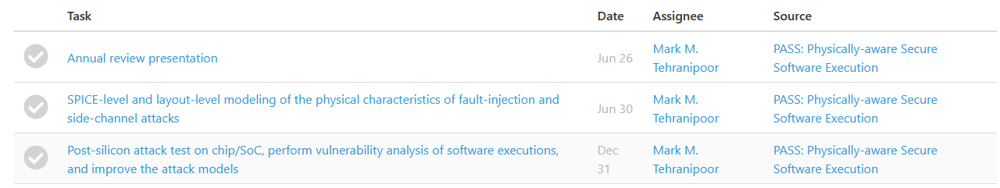 Task Date Assignee Source
Annual review presentation Jun 26 Mark M. Tehranipoor PASS: Physically-aware Secure Software Execution
SPICE-level and layout-level modeling of the physical characteristics of fault-injection and side-channel attacks Jun 30 Mark M. Tehranipoor PASS: Physically-aware Secure Software Execution
Post-silicon attack test on chip/SoC, perform vulnerability analysis of software executions, and improve the attack models Dec 31 Mark M. Tehranipoor PASS: Physically-aware Secure Software Execution